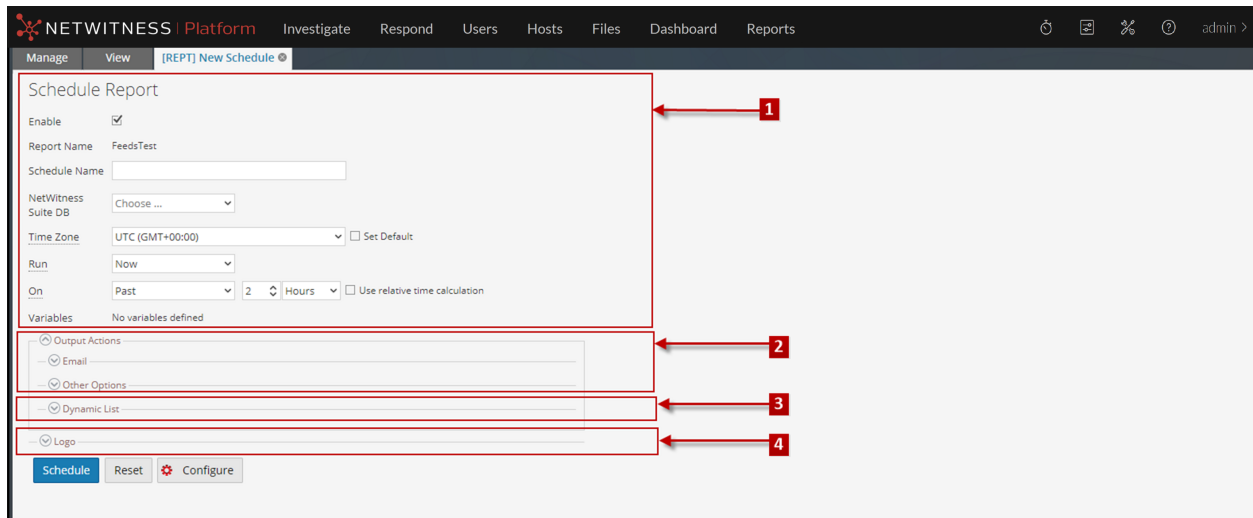 NETWITNESS Platform Investigate Respond Users Hosts Files Dashboard Reports admin >
Manage View [REPT] New Schedule
Schedule Report
1
Enable
Report Name FeedsTest
Schedule Name
NetWitness Suite DB Choose ...
Time Zone UTC (GMT+00:00) Set Default
Run Now
On Past 2 Hours Use relative time calculation
Variables No variables defined
Output Actions
2
Email
Other Options
Dynamic List
3
Logo
4
Schedule Reset Configure